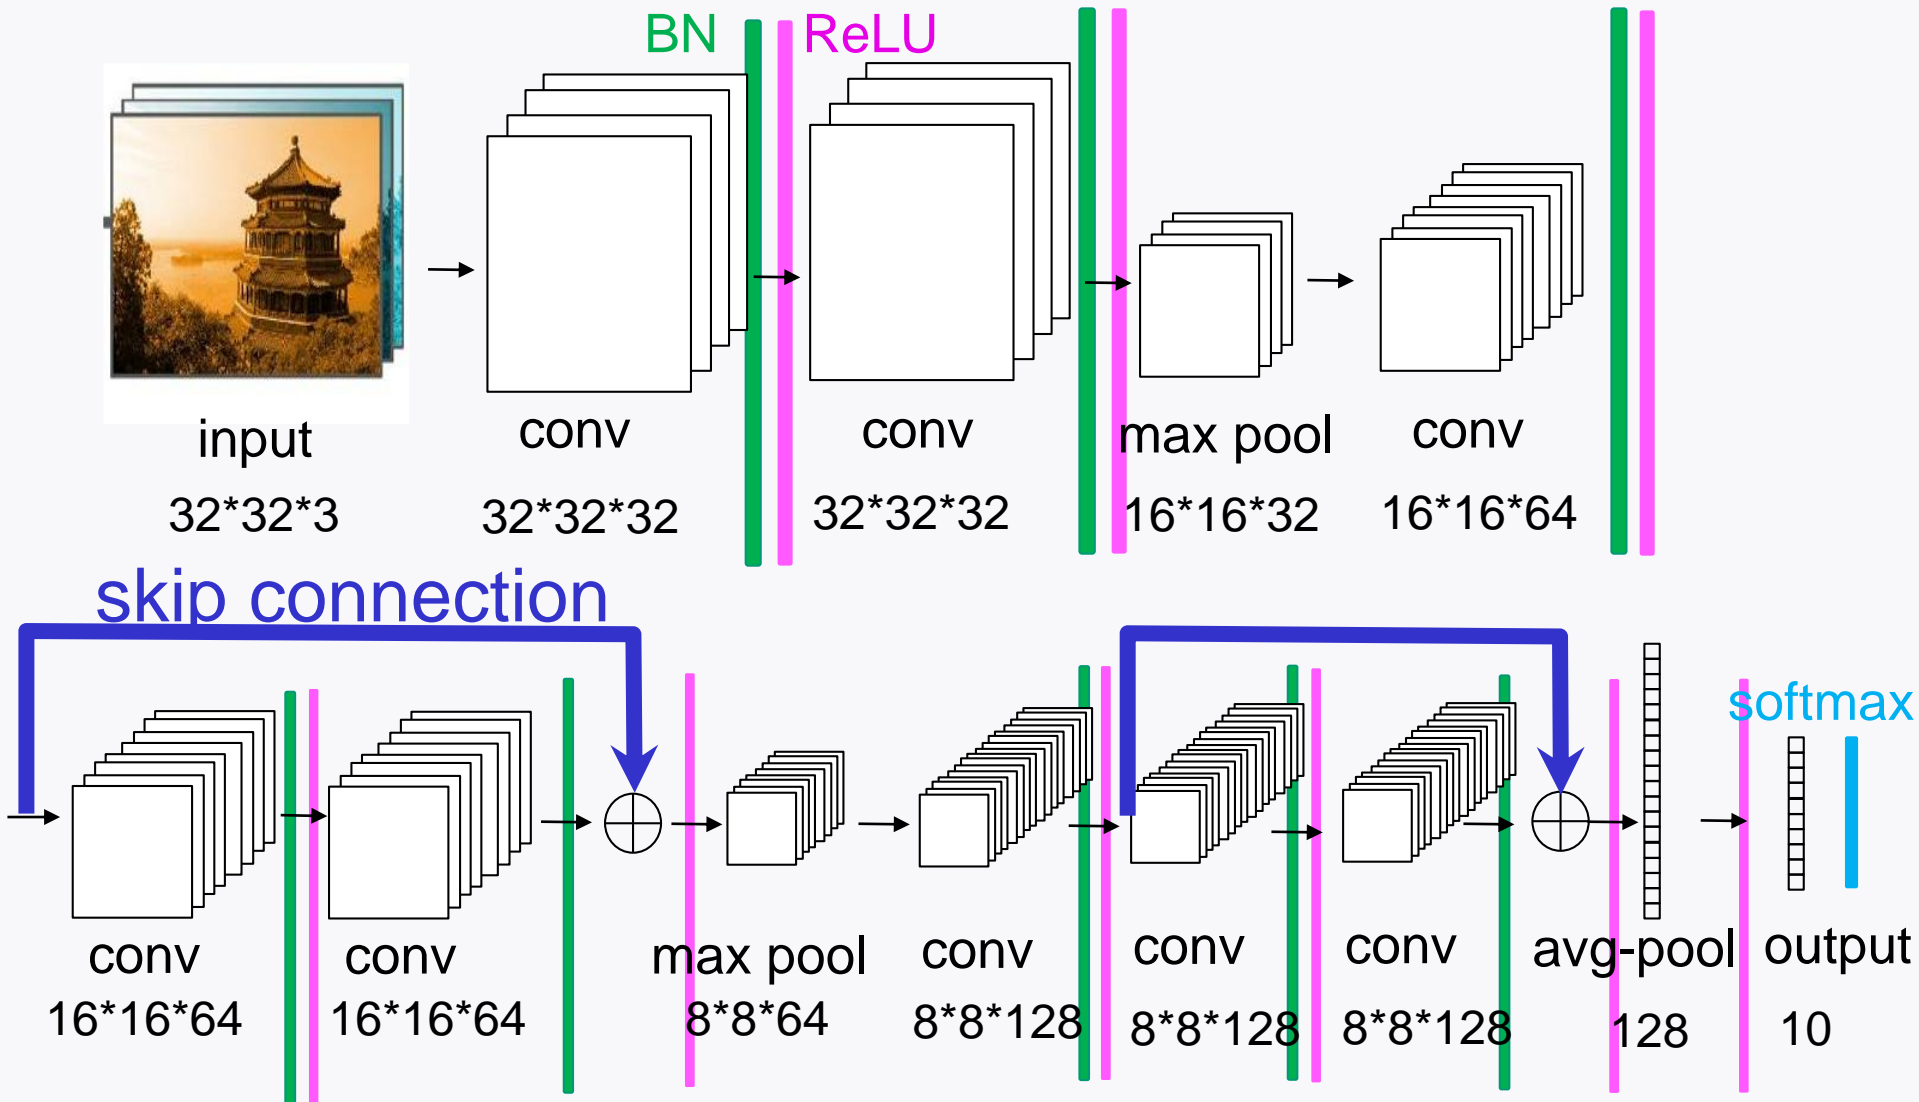 BN ReLU
input conv conv max pool conv
32*32*3 32*32*32 32*32*32 16*16*32 16*16*64
skip connection
softmax
conv conv max pool conv conv conv avg-pool output
16*16*64 16*16*64 8*8*64 8*8*128 8*8*128 8*8*128 128 10